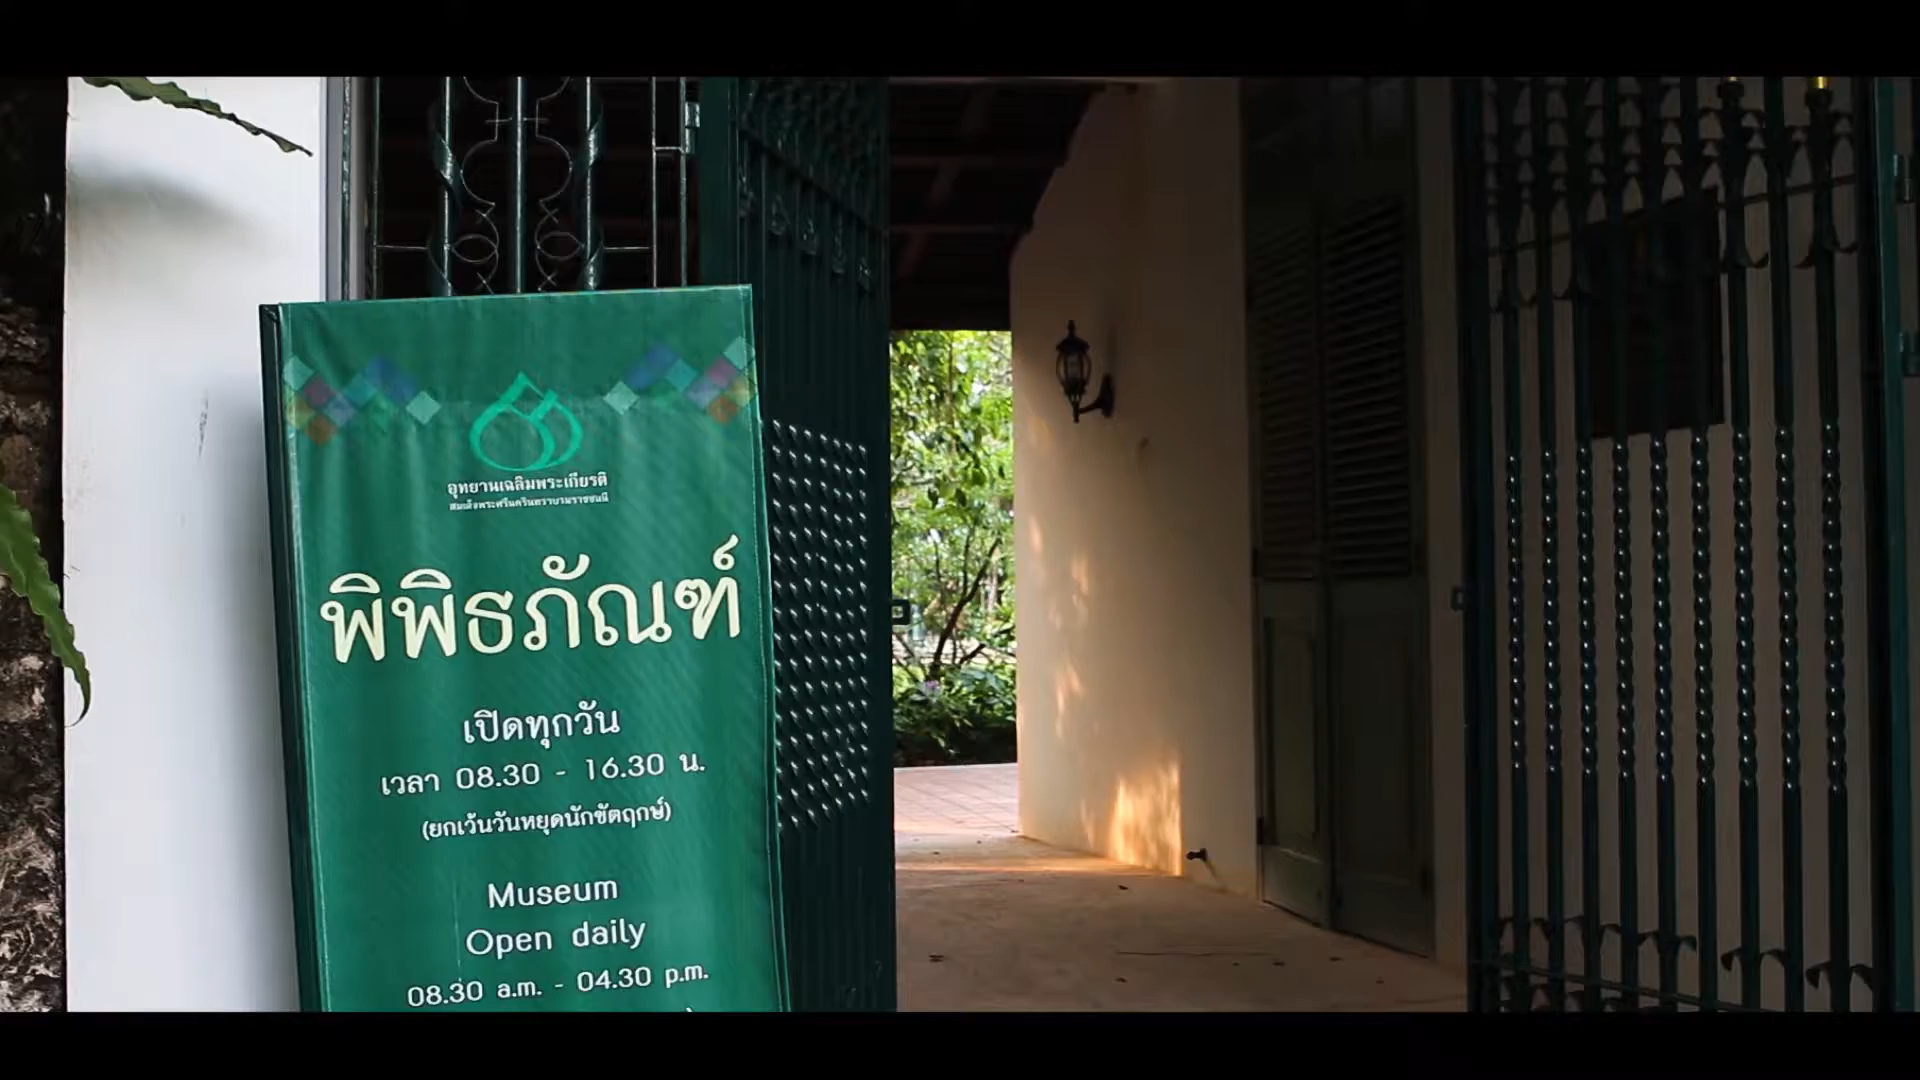 อุทยานเฉลิมพระเกียรติ
สมเด็จพระศรีนครินทราบรมราชชนนี
พิพิธภัณฑ์
เปิดทุกวัน
เวลา 08.30 - 16.30 น.
(ยกเว้นวันหยุดนักขัตฤกษ์)
Museum
Open daily
08.30 a.m. - 04.30 p.m.